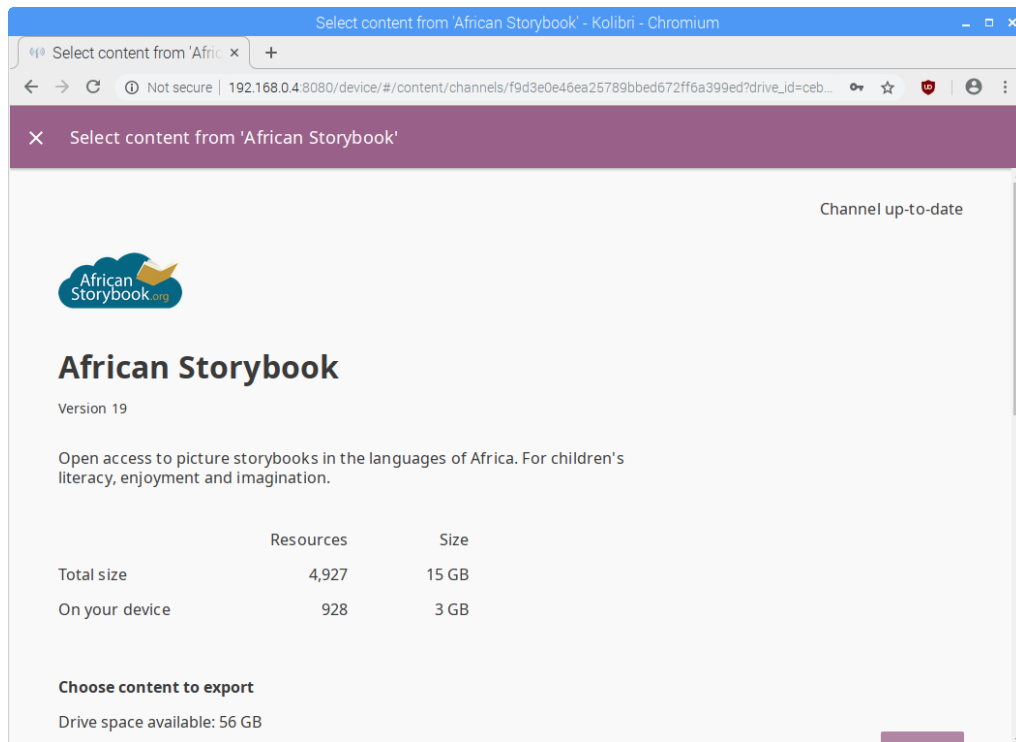 Select content from 'African Storybook' - Kolibri - Chromium
Select content from 'Afric
Not secure | 192.168.0.4:8080/device/#/content/channels/f9d3e0e46ea25789bbed672ff6a399ed?drive_id=ceb...
Select content from 'African Storybook'
Channel up-to-date
African
Storybook.org
African Storybook
Version 19
Open access to picture storybooks in the languages of Africa. For children's
literacy, enjoyment and imagination.
Resources Size
Total size 4,927 15 GB
On your device 928 3 GB
Choose content to export
Drive space available: 56 GB